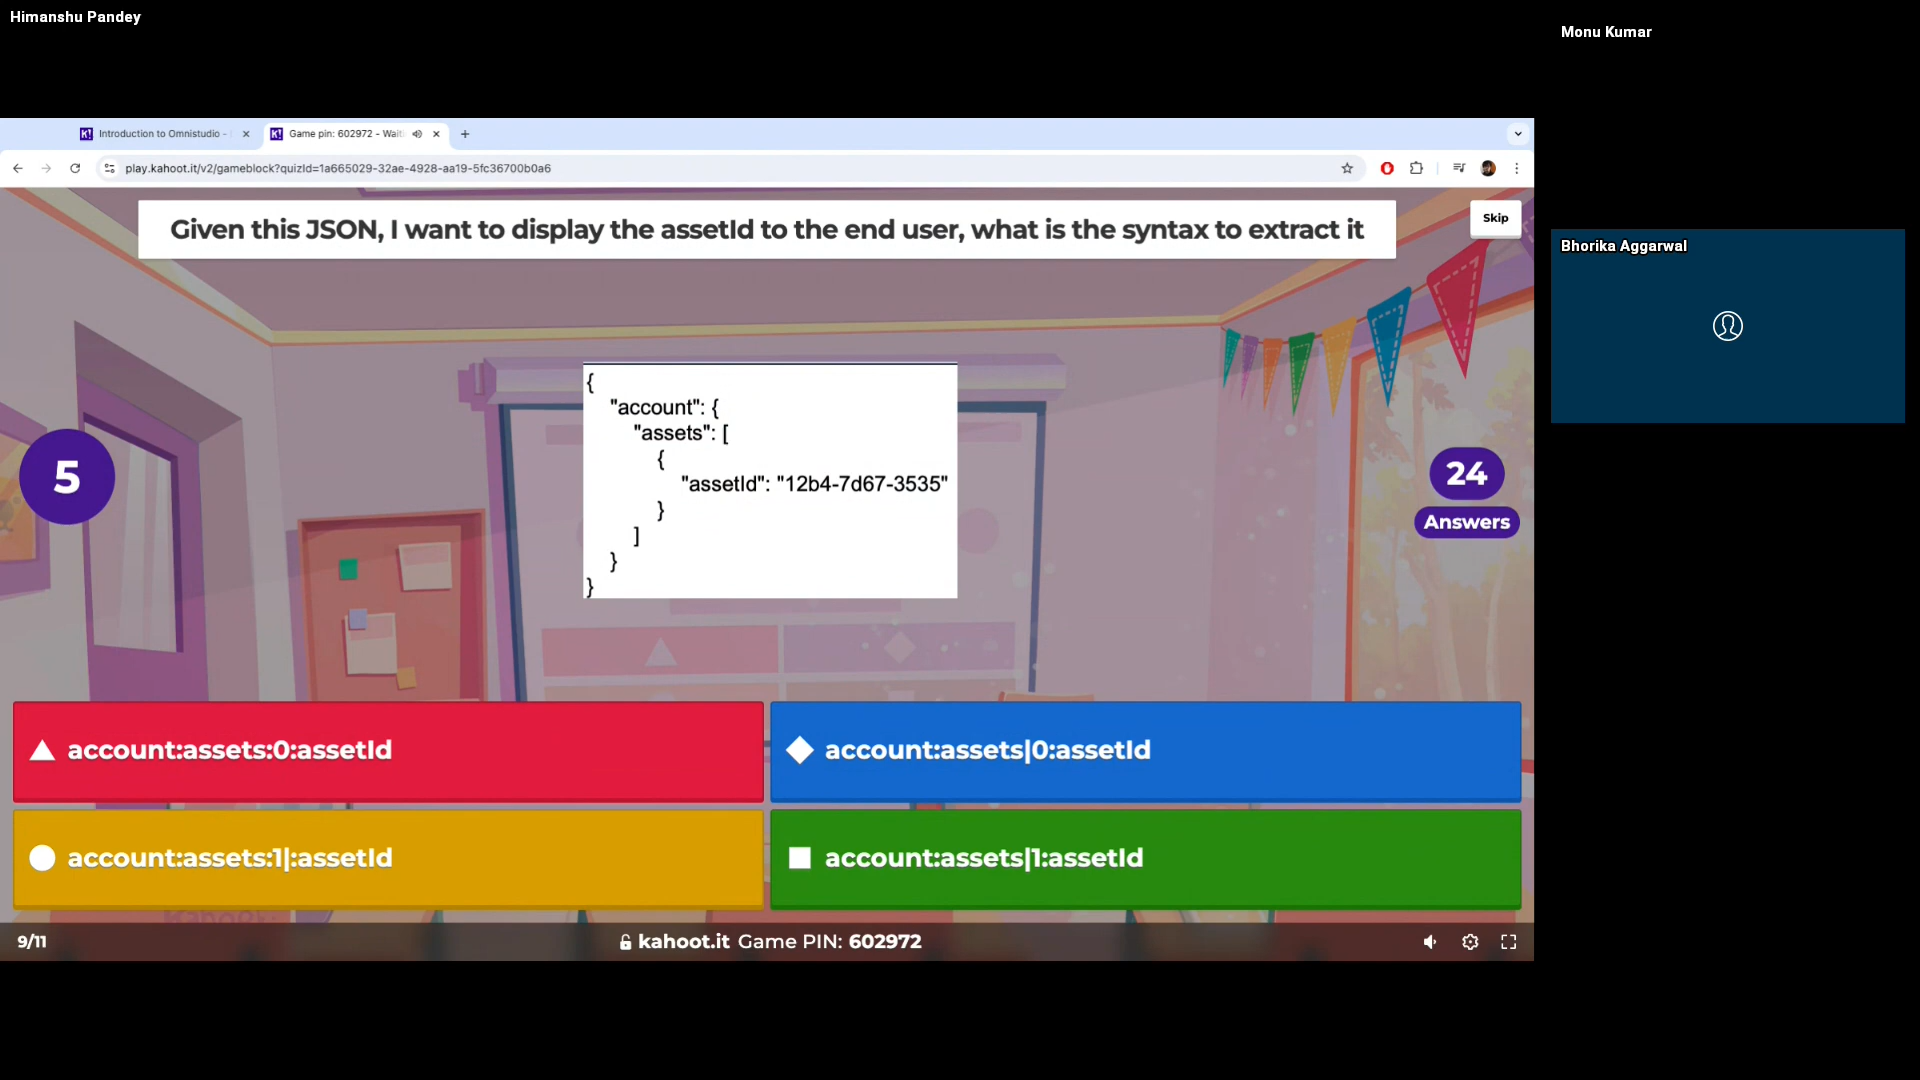 Himanshu Pandey
Monu Kumar
Introduction to Omnistudio -
Game pin: 602972 - Wait
play.kahoot.it/v2/gameblock?quizId=1a665029-32ae-4928-aa19-5fc36700b0a6
Given this JSON, I want to display the assetId to the end user, what is the syntax to extract it
Skip
Bhorika Aggarwal
{
"account": {
"assets": [
{
"assetId": "12b4-7d67-3535"
}
]
}
}
5
24
Answers
account:assets:0:assetId
account:assets|0:assetId
account:assets:1|:assetId
account:assets|1:assetId
9/11
kahoot.it Game PIN: 602972